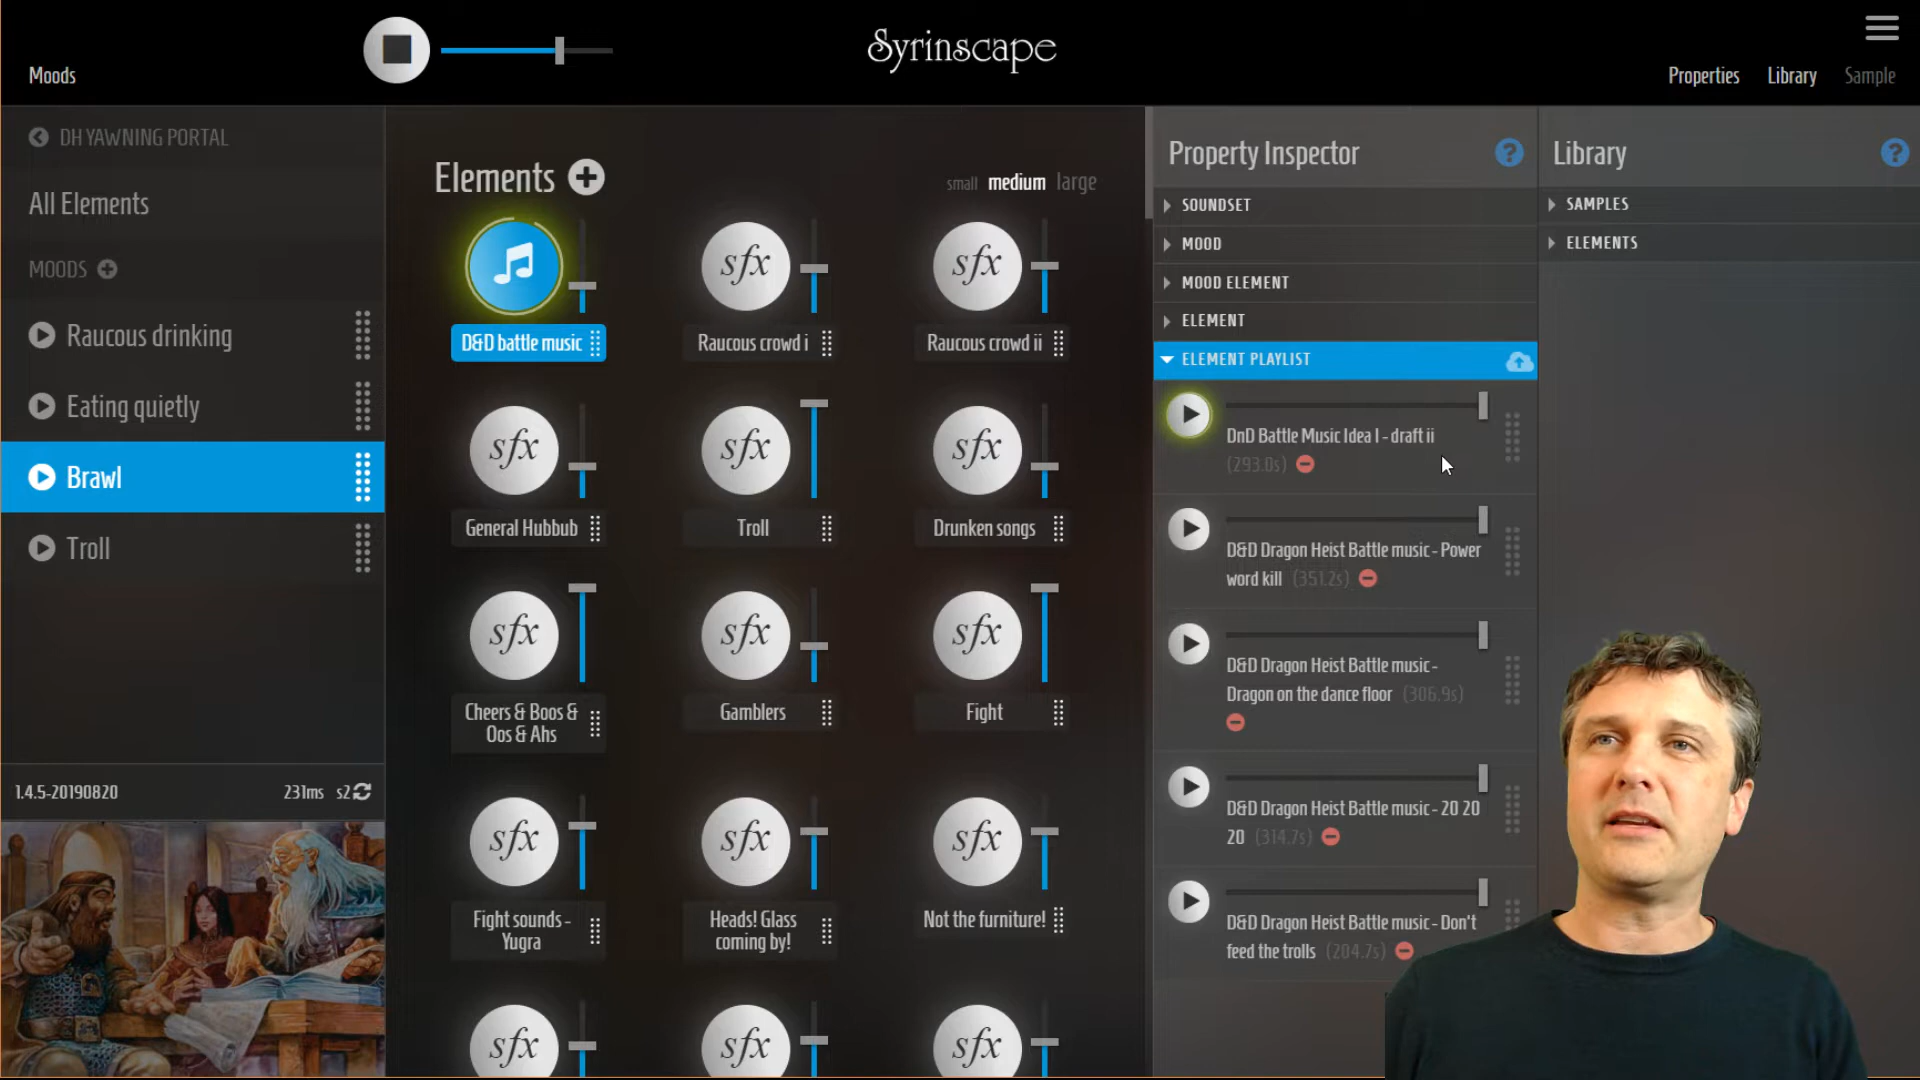 Syrinscape
Moods
Properties
Library
Sample
DH YAWNING PORTAL
All Elements
MOODS
Raucous drinking
Eating quietly
Brawl
Troll
1.4.5-20190820
231ms
s2
Elements
small medium large
D&D battle music
sfx
Raucous crowd i
sfx
Raucous crowd ii
sfx
General Hubbub
sfx
Troll
sfx
Drunken songs
sfx
Cheers & Boos &
Oos & Ahs
sfx
Gamblers
sfx
Fight
sfx
Fight sounds -
Yugra
sfx
Heads! Glass
coming by!
sfx
Not the furniture!
sfx
sfx
sfx
Property Inspector
?
SOUNDSET
MOOD
MOOD ELEMENT
ELEMENT
ELEMENT PLAYLIST
DnD Battle Music Idea I - draft ii
(293.0s)
D&D Dragon Heist Battle music - Power
word kill (351.2s)
D&D Dragon Heist Battle music -
Dragon on the dance floor (306.9s)
D&D Dragon Heist Battle music - 20 20
20 (314.7s)
D&D Dragon Heist Battle music - Don't
feed the trolls (204.7s)
Library
?
SAMPLES
ELEMENTS